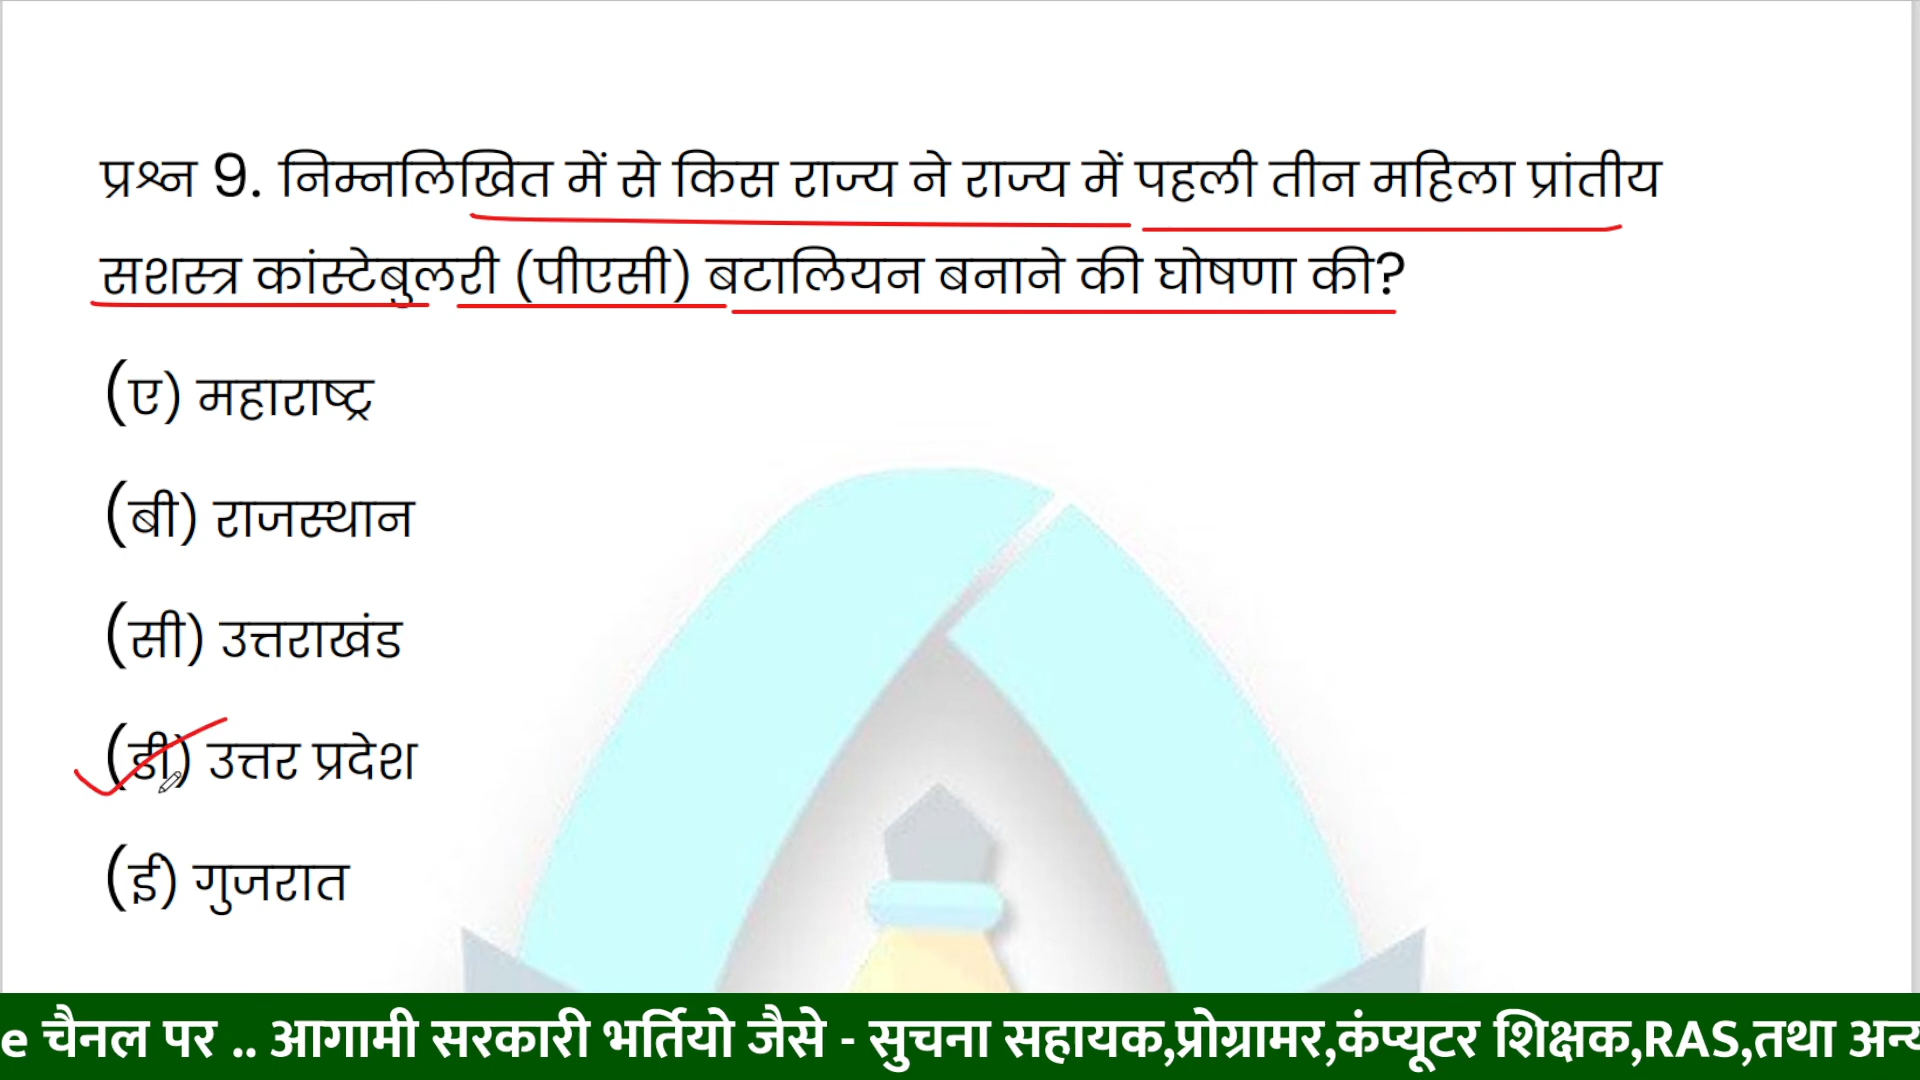 प्रश्न 9. निम्नलिखित में से किस राज्य ने राज्य में पहली तीन महिला प्रांतीय
सशस्त्र कांस्टेबुलरी (पीएसी) बटालियन बनाने की घोषणा की?
(ए) महाराष्ट्र
(बी) राजस्थान
(सी) उत्तराखंड
(डी) उत्तर प्रदेश
(ई) गुजरात
e चैनल पर .. आगामी सरकारी भर्तियो जैसे - सुचना सहायक,प्रोग्रामर,कंप्यूटर शिक्षक,RAS,तथा अन्य